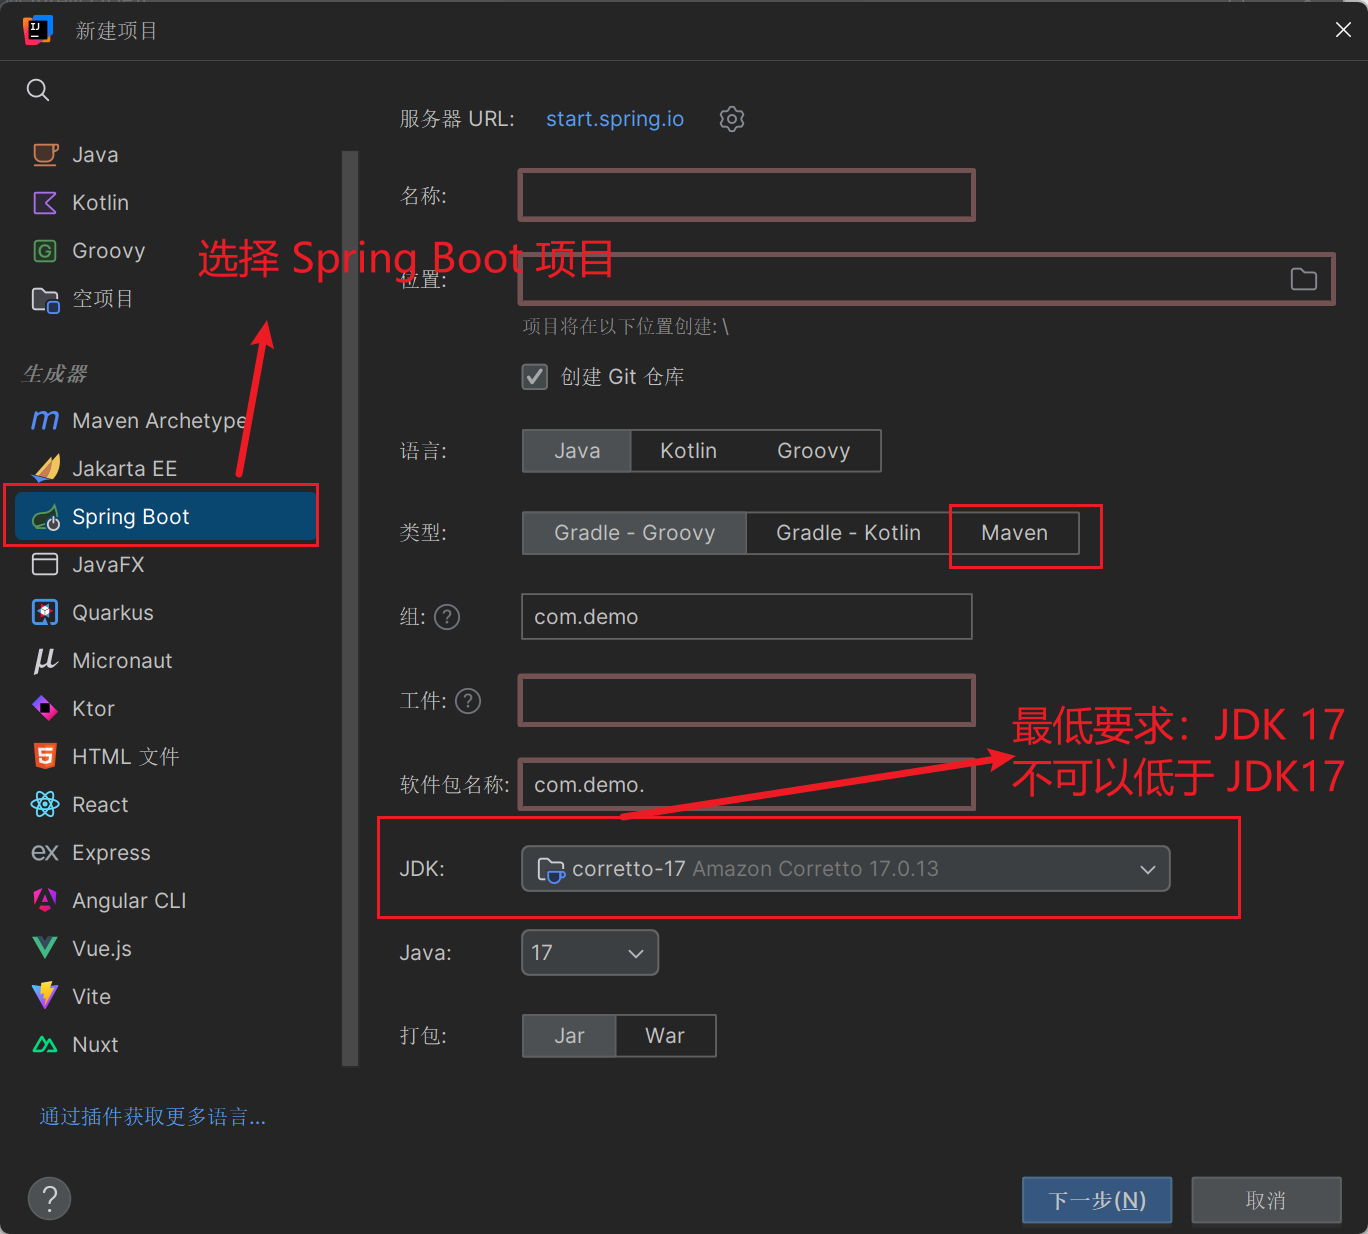 新建项目
服务器 URL: start.spring.io
Java
Kotlin
Groovy
空项目
生成器
Maven Archetype
Jakarta EE
Spring Boot
JavaFX
Quarkus
Micronaut
Ktor
HTML 文件
React
ex Express
Angular CLI
Vue.js
Vite
Nuxt
通过插件获取更多语言...
名称:
选择 Spring Boot 项目
位置:
项目将在以下位置创建: \
创建 Git 仓库
语言: Java Kotlin Groovy
类型: Gradle - Groovy Gradle - Kotlin Maven
组: com.demo
工件:
最低要求：JDK 17
不可以低于 JDK17
软件包名称: com.demo.
JDK: corretto-17 Amazon Corretto 17.0.13
Java: 17
打包: Jar War
下一步(N) 取消